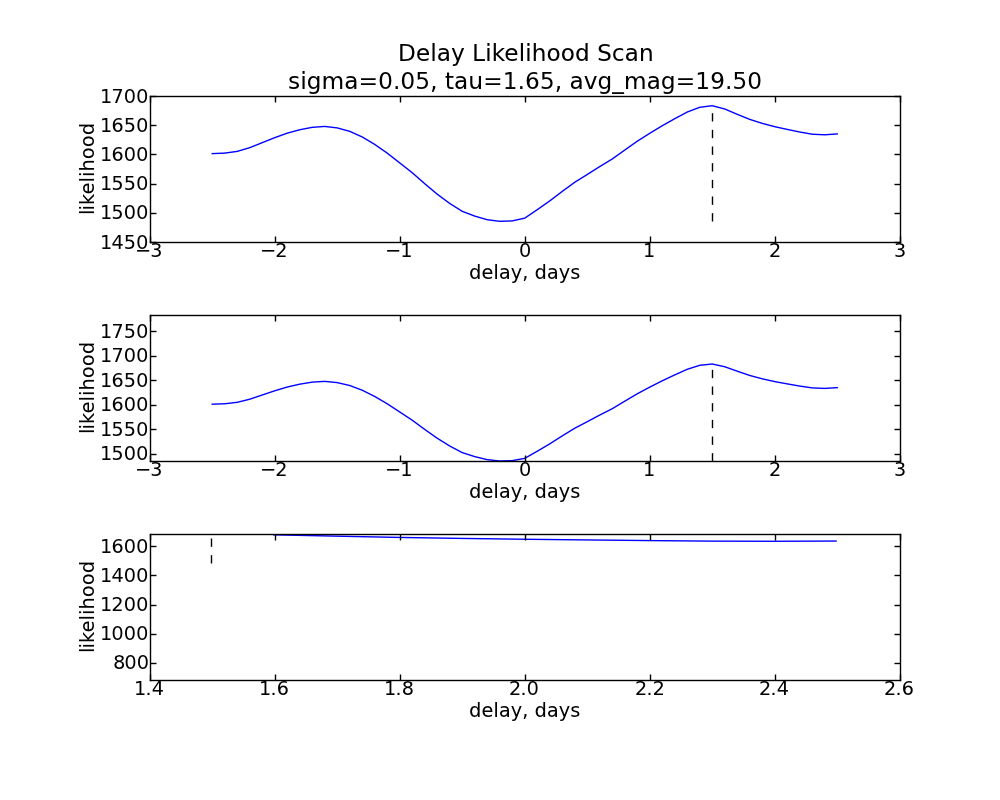 Delay Likelihood Scan
sigma=0.05, tau=1.65, avg_mag=19.50
1700
1650
1600
1550
1500
1450
likelihood
−3 −2 −1 0 1 2 3
delay, days
1750
1700
1650
1600
1550
1500
likelihood
−3 −2 −1 0 1 2 3
delay, days
1600
1400
1200
1000
800
likelihood
1.4 1.6 1.8 2.0 2.2 2.4 2.6
delay, days